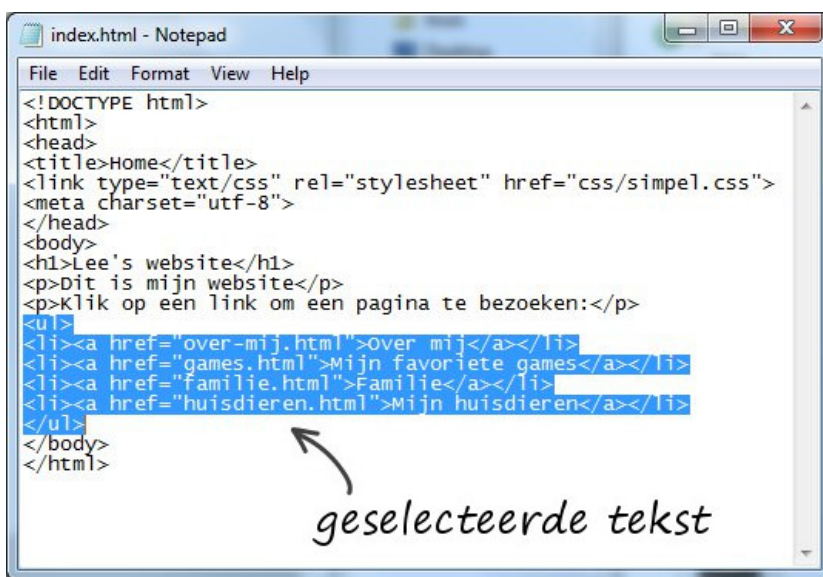 index.html - Notepad
File Edit Format View Help
<!DOCTYPE html>
<html>
<head>
<title>Home</title>
<link type="text/css" rel="stylesheet" href="css/simpel.css">
<meta charset="utf-8">
</head>
<body>
<h1>Lee's website</h1>
<p>Dit is mijn website</p>
<p>Klik op een link om een pagina te bezoeken:</p>
<ul>
<li><a href="over-mij.html">Over mij</a></li>
<li><a href="games.html">Mijn favoriete games</a></li>
<li><a href="familie.html">Familie</a></li>
<li><a href="huisdieren.html">Mijn huisdieren</a></li>
</ul>
</body>
</html>
geselecteerde tekst